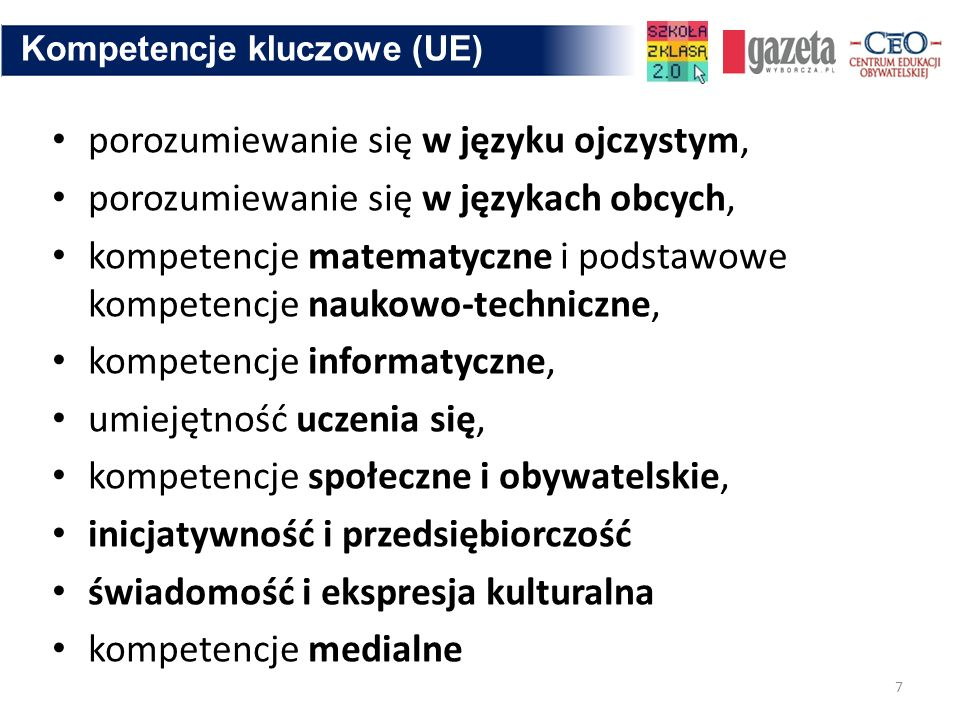 Kompetencje kluczowe (UE)
SZKOŁA
Z KLASĄ
2.0
gazeta
WYBORCZA.PL
CEO
CENTRUM EDUKACJI
OBYWATELSKIEJ
• porozumiewanie się w języku ojczystym,
• porozumiewanie się w językach obcych,
• kompetencje matematyczne i podstawowe
kompetencje naukowo-techniczne,
• kompetencje informatyczne,
• umiejętność uczenia się,
• kompetencje społeczne i obywatelskie,
• inicjatywność i przedsiębiorczość
• świadomość i ekspresja kulturalna
• kompetencje medialne
7